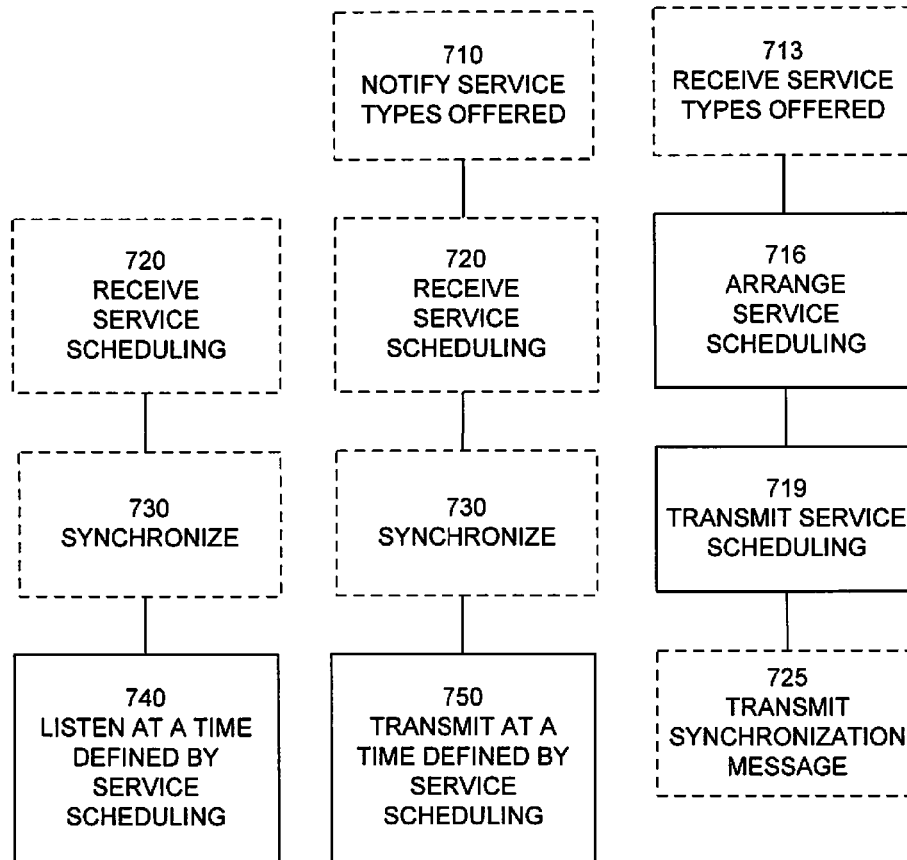 710
NOTIFY SERVICE
TYPES OFFERED
713
RECEIVE SERVICE
TYPES OFFERED
720
RECEIVE
SERVICE
SCHEDULING
720
RECEIVE
SERVICE
SCHEDULING
716
ARRANGE
SERVICE
SCHEDULING
730
SYNCHRONIZE
730
SYNCHRONIZE
719
TRANSMIT SERVICE
SCHEDULING
740
LISTEN AT A TIME
DEFINED BY
SERVICE
SCHEDULING
750
TRANSMIT AT A
TIME DEFINED BY
SERVICE
SCHEDULING
725
TRANSMIT
SYNCHRONIZATION
MESSAGE